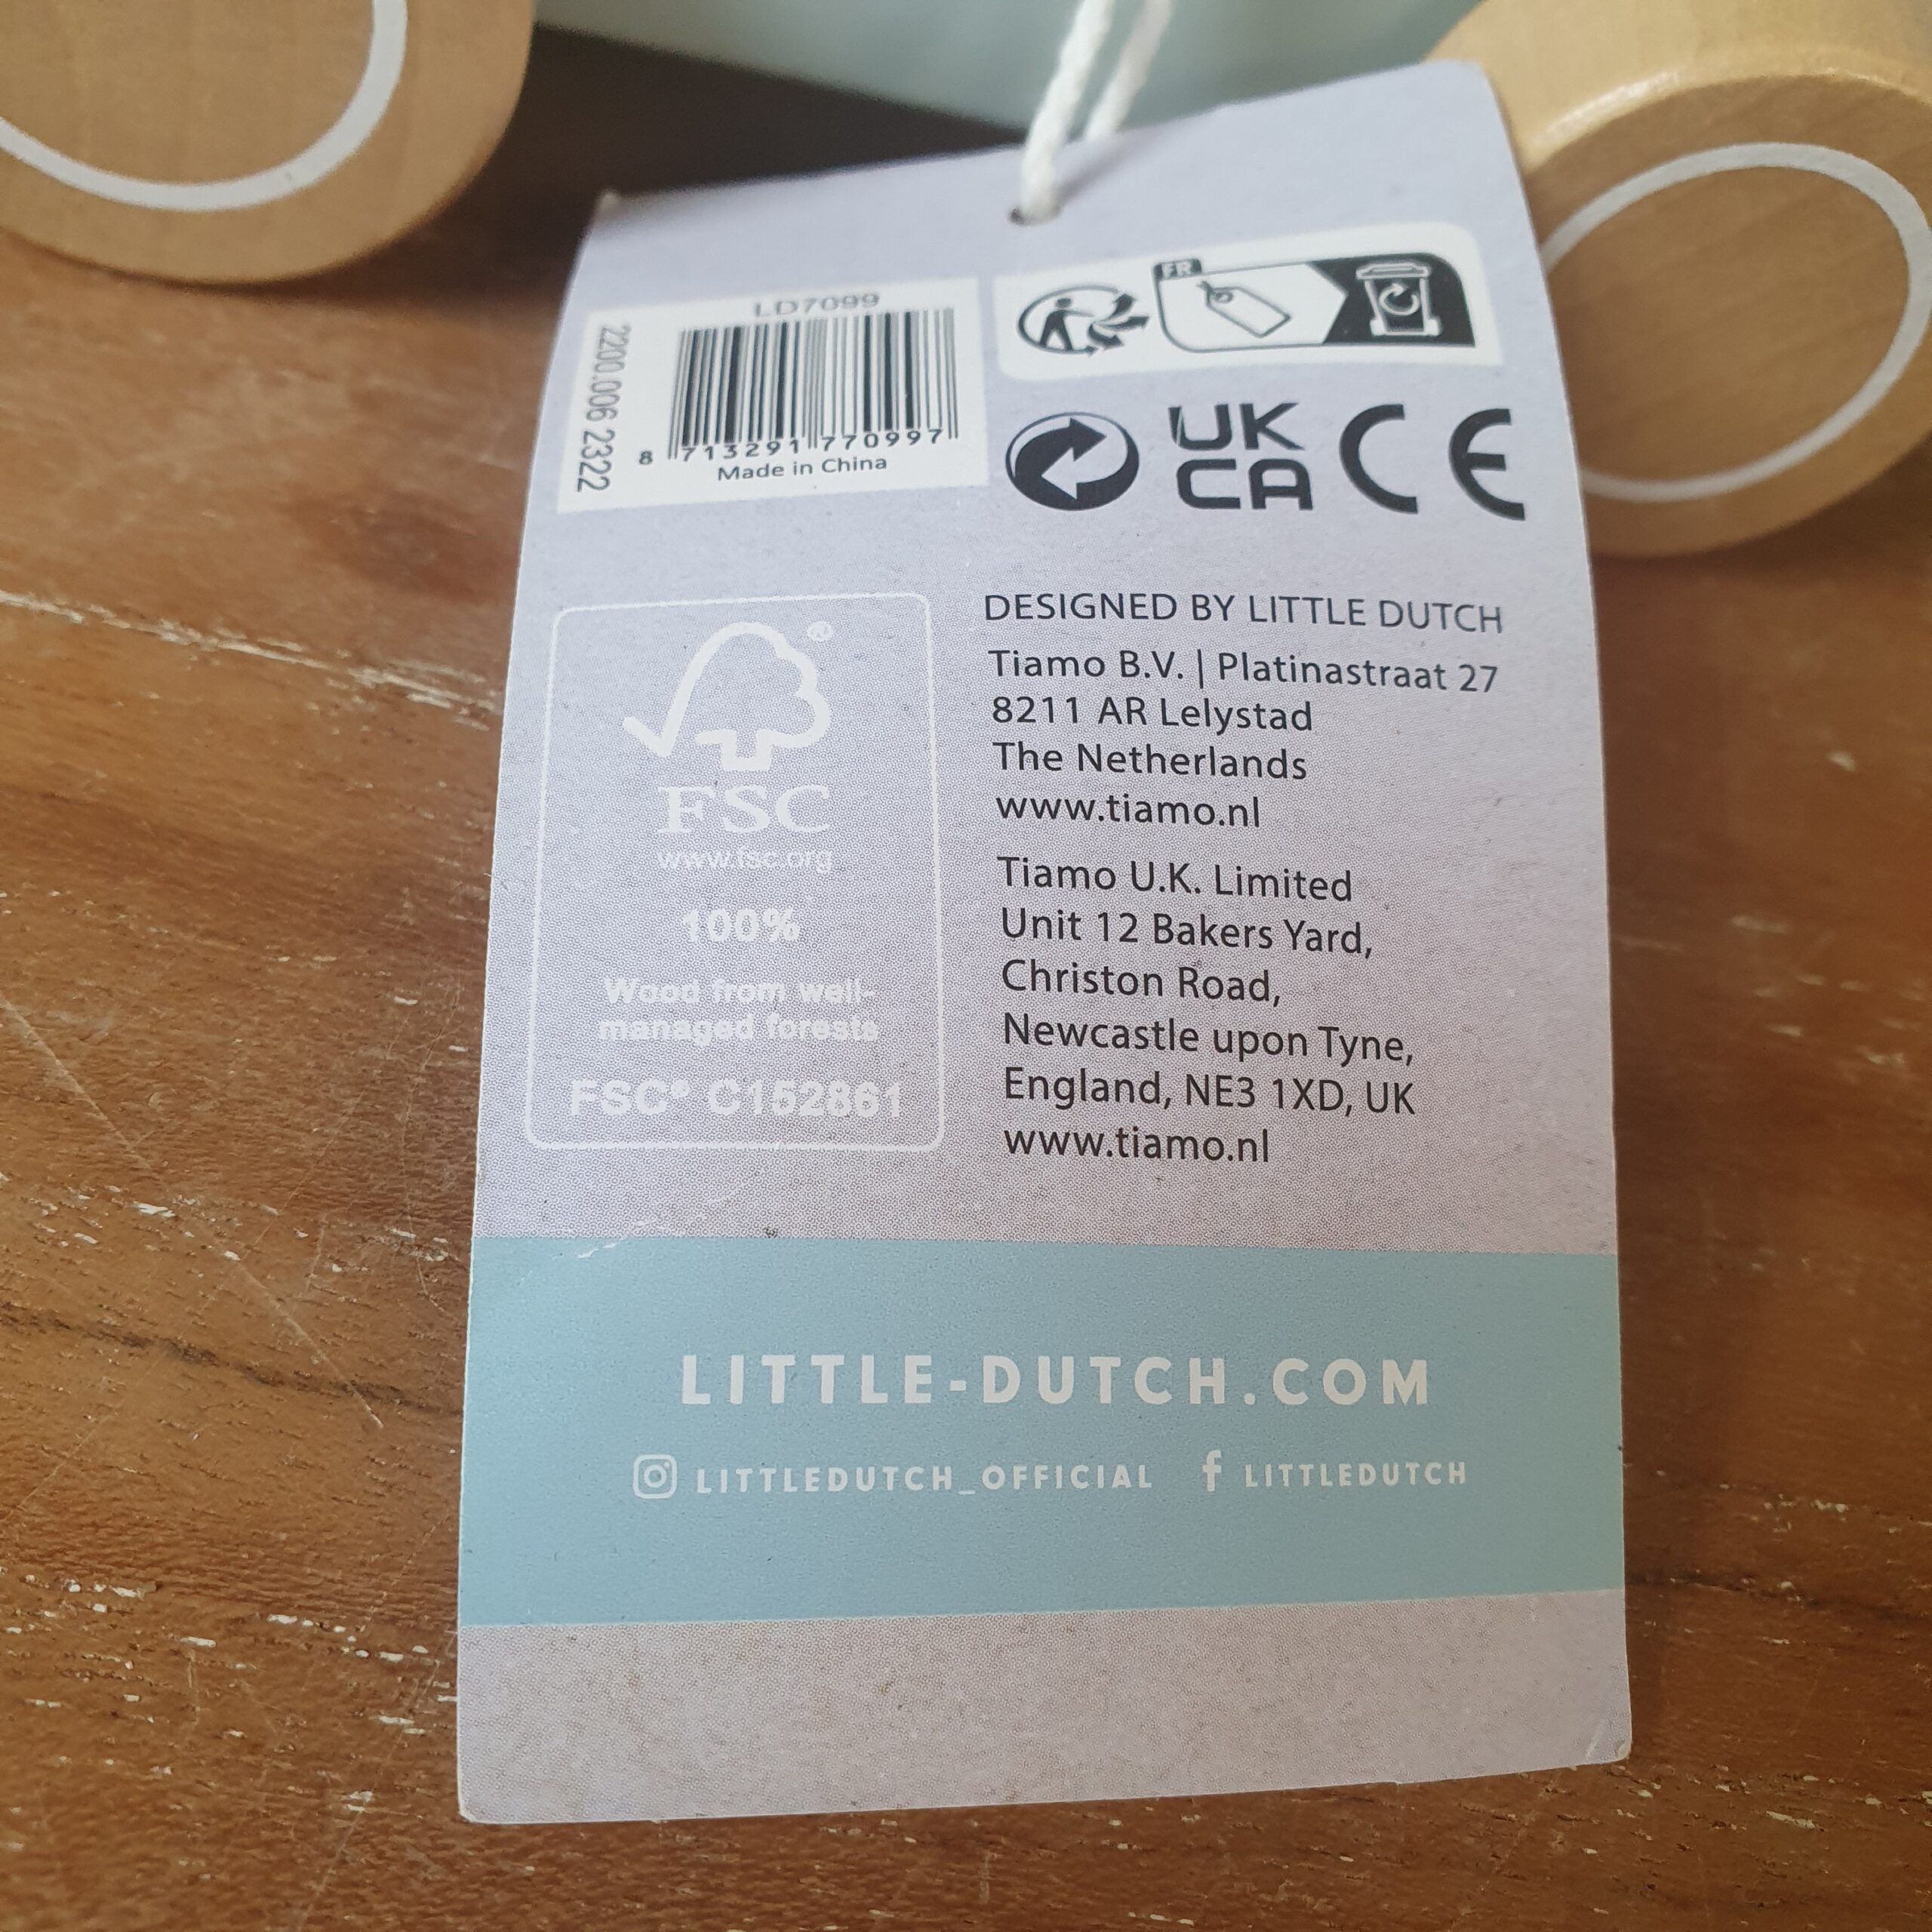 LD7099
2200.006 2322
8 713291 770997
Made in China
FR
UK
CA
CE
®
FSC
www.fsc.org
100%
Wood from well-
managed forests
FSC® C152861
DESIGNED BY LITTLE DUTCH
Tiamo B.V. | Platinastraat 27
8211 AR Lelystad
The Netherlands
www.tiamo.nl
Tiamo U.K. Limited
Unit 12 Bakers Yard,
Christon Road,
Newcastle upon Tyne,
England, NE3 1XD, UK
www.tiamo.nl
LITTLE-DUTCH.COM
LITTLEDUTCH_OFFICIAL f LITTLEDUTCH